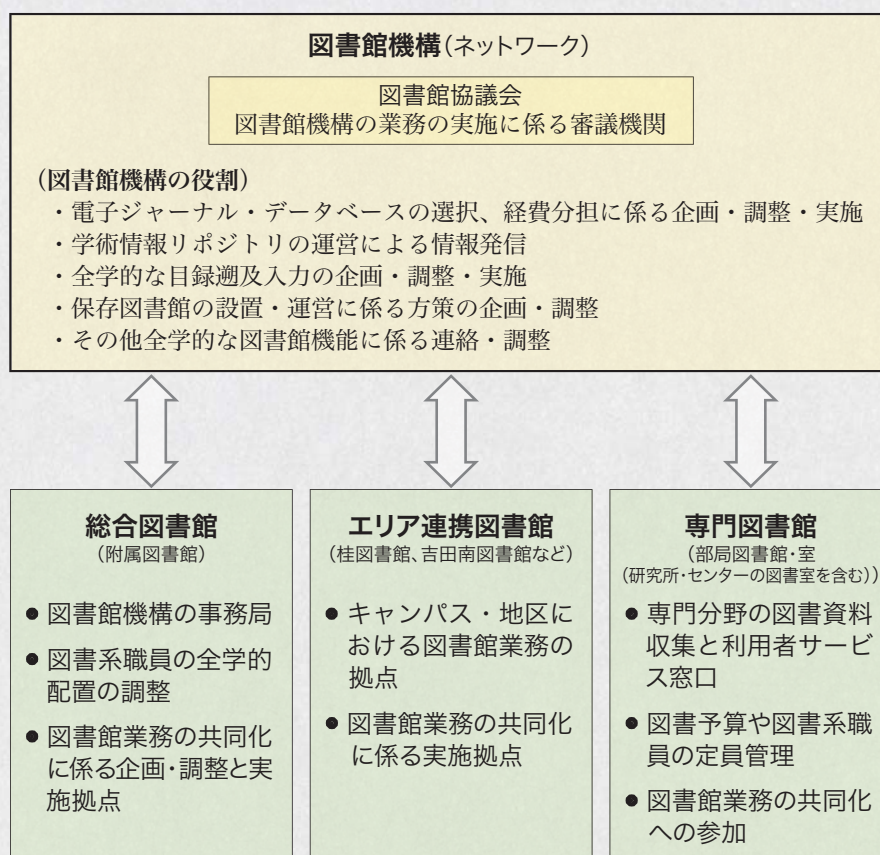 図書館機構(ネットワーク)
図書館協議会
図書館機構の業務の実施に係る審議機関
(図書館機構の役割)
・電子ジャーナル・データベースの選択、経費分担に係る企画・調整・実施
・学術情報リポジトリの運営による情報発信
・全学的な目録遡及入力の企画・調整・実施
・保存図書館の設置・運営に係る方策の企画・調整
・その他全学的な図書館機能に係る連絡・調整
総合図書館
(附属図書館)
● 図書館機構の事務局
● 図書系職員の全学的
配置の調整
● 図書館業務の共同化
に係る企画・調整と実
施拠点
エリア連携図書館
(桂図書館、吉田南図書館など)
● キャンパス・地区に
おける図書館業務の
拠点
● 図書館業務の共同化
に係る実施拠点
専門図書館
(部局図書館・室
(研究所・センターの図書室を含む))
● 専門分野の図書資料
収集と利用者サービ
ス窓口
● 図書予算や図書系職
員の定員管理
● 図書館業務の共同化
への参加